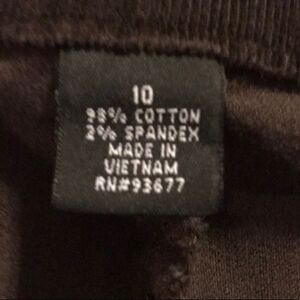 10
98% COTTON
2% SPANDEX
MADE IN
VIETNAM
RN#93677